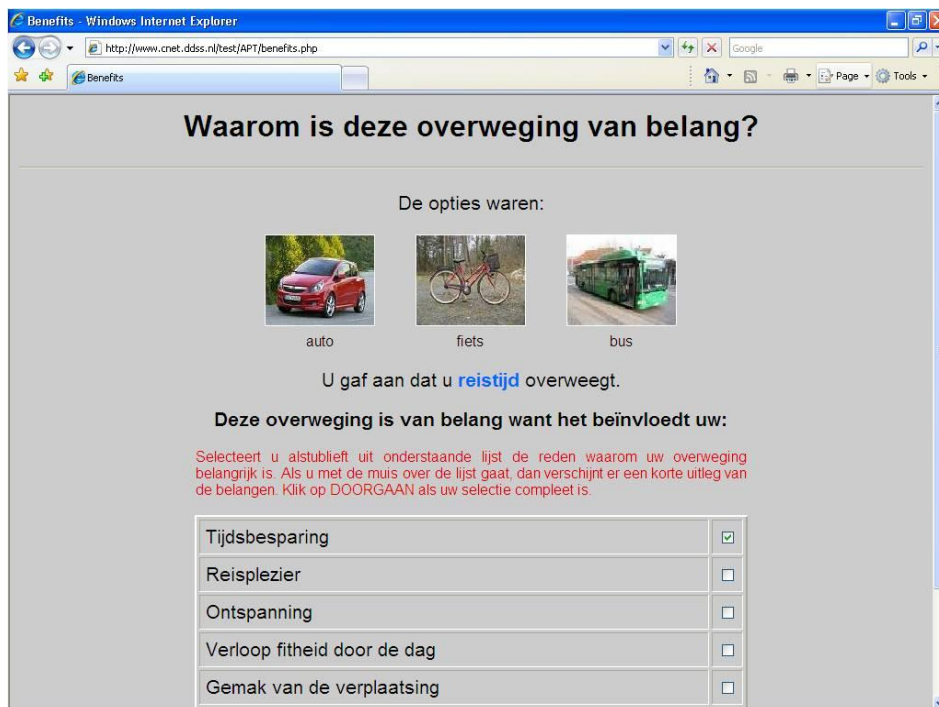 Benefits - Windows Internet Explorer
http://www.cnet.ddss.nl/test/APT/benefits.php
Google
Benefits
Page
Tools
Waarom is deze overweging van belang?
De opties waren:
auto
fiets
bus
U gaf aan dat u reistijd overweegt.
Deze overweging is van belang want het beïnvloedt uw:
Selecteert u alstublieft uit onderstaande lijst de reden waarom uw overweging
belangrijk is. Als u met de muis over de lijst gaat, dan verschijnt er een korte uitleg van
de belangen. Klik op DOORGAAN als uw selectie compleet is.
Tijdsbesparing
Reisplezier
Ontspanning
Verloop fitheid door de dag
Gemak van de verplaatsing